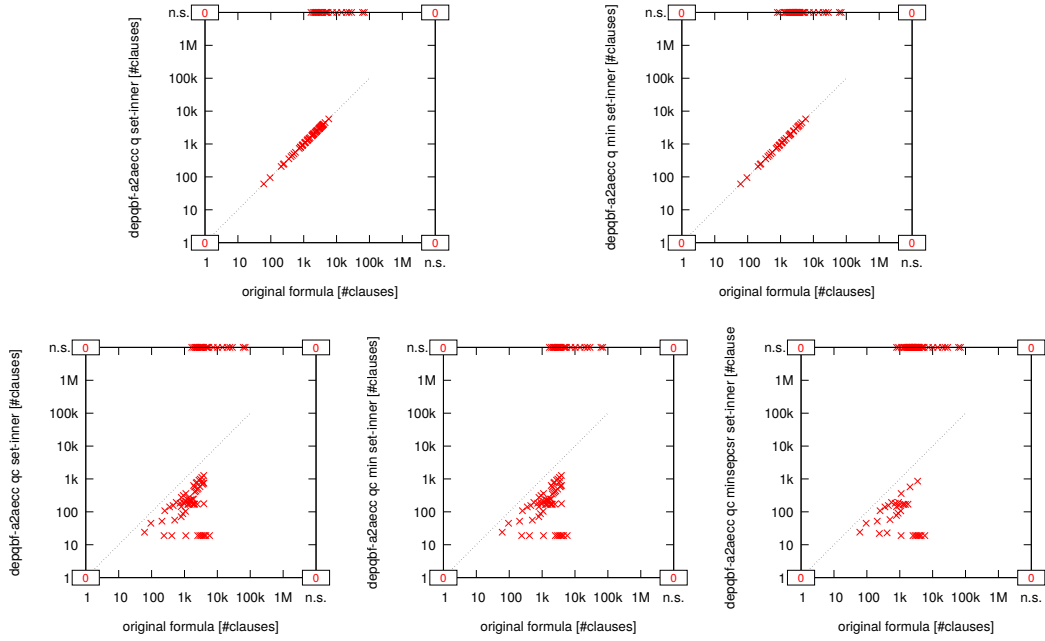 depqbf-a2aecc q set-inner [#clauses]
n.s.
1M
100k
10k
1k
100
10
1
0
0
0
0
1 10 100 1k 10k 100k 1M n.s.
original formula [#clauses]
depqbf-a2aecc q min set-inner [#clauses]
n.s.
1M
100k
10k
1k
100
10
1
0
0
0
0
1 10 100 1k 10k 100k 1M n.s.
original formula [#clauses]
depqbf-a2aecc qc set-inner [#clauses]
n.s.
1M
100k
10k
1k
100
10
1
0
0
0
0
1 10 100 1k 10k 100k 1M n.s.
original formula [#clauses]
depqbf-a2aecc qc min set-inner [#clauses]
n.s.
1M
100k
10k
1k
100
10
1
0
0
0
0
1 10 100 1k 10k 100k 1M n.s.
original formula [#clauses]
depqbf-a2aecc qc minsepcsr set-inner [#clause
n.s.
1M
100k
10k
1k
100
10
1
0
0
0
0
1 10 100 1k 10k 100k 1M n.s.
original formula [#clauses]